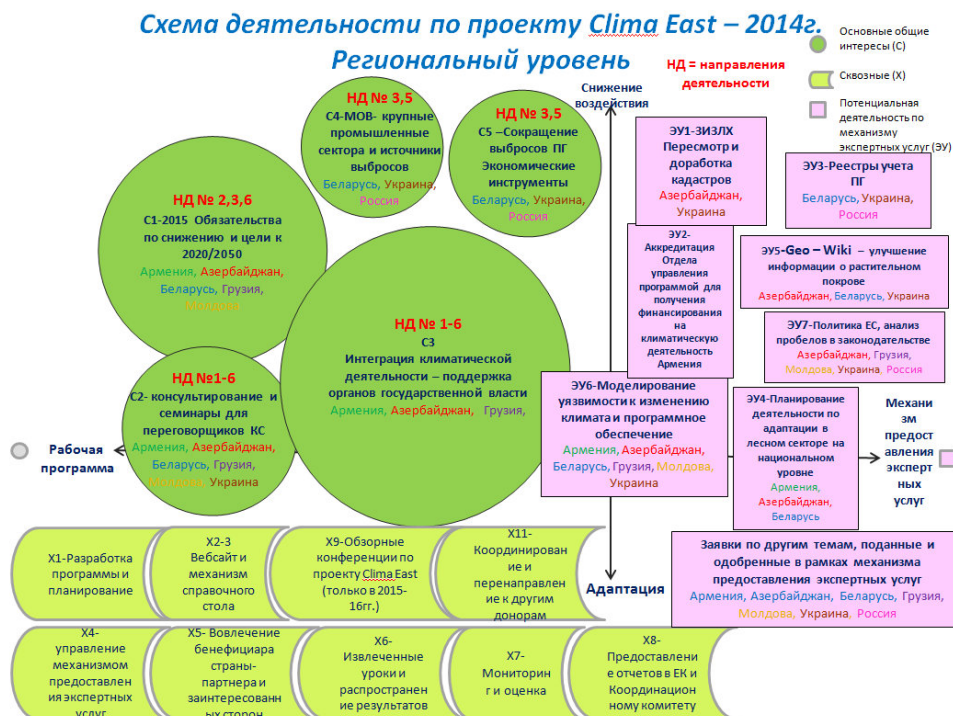 Схема деятельности по проекту Clima East – 2014г.
Региональный уровень
НД = направления
деятельности
Основные общие
интересы (С)
Сквозные (Х)
Потенциальная
деятельность по
механизму
экспертных услуг (ЭУ)
Снижение
воздействия
НД № 3,5
С4-МОВ- крупные
промышленные
сектора и источники
выбросов
Беларусь, Украина,
Россия
НД № 3,5
С5 –Сокращение
выбросов ПГ
Экономические
инструменты
Беларусь, Украина,
Россия
НД № 2,3,6
С1-2015 Обязательства
по снижению и цели к
2020/2050
Армения, Азербайджан,
Беларусь, Грузия,
Молдова
НД № 1-6
С3
Интеграция климатической
деятельности – поддержка
органов государственной власти
Армения, Азербайджан, Грузия,
НД №1-6
С2- консультирование и
семинары для
переговорщиков КС
Армения, Азербайджан,
Беларусь, Грузия,
Молдова, Украина
Рабочая
программа
ЭУ1-ЗИЗЛХ
Пересмотр и
доработка
кадастров
Азербайджан,
Украина
ЭУ3-Реестры учета
ПГ
Беларусь, Украина,
Россия
ЭУ2-
Аккредитация
Отдела
управления
программой для
получения
финансирования
на
климатическую
деятельность
Армения
ЭУ5-Geo – Wiki – улучшение
информации о растительном
покрове
Азербайджан, Беларусь, Украина
ЭУ7-Политика ЕС, анализ
пробелов в законодательстве
Азербайджан, Грузия,
Молдова, Украина, Россия
ЭУ6-Моделирование
уязвимости к изменению
климата и программное
обеспечение
Армения, Азербайджан,
Беларусь, Грузия, Молдова,
Украина
ЭУ4-Планирование
деятельности по
адаптации в
лесном секторе на
национальном
уровне
Армения,
Азербайджан,
Беларусь
Механи
зм
предост
авления
эксперт
ных
услуг
Адаптация
Заявки по другим темам, поданные и
одобренные в рамках механизма
предоставления экспертных услуг
Армения, Азербайджан, Беларусь, Грузия,
Молдова, Украина, Россия
Х1-Разработка
программы и
планирование
Х2-3
Вебсайт и
механизм
справочного
стола
Х9-Обзорные
конференции по
проекту Clima East
(только в 2015-
16гг.)
Х11-
Координирован
ие и
перенаправлен
ие к другим
донорам
Х4-
управление
механизмом
предоставлен
ия экспертных
услуг
Х5- Вовлечение
бенефициара
страны-
партнера и
заинтересованн
ых сторон
Х6-
Извлеченные
уроки и
распространен
ие результатов
Х7-
Мониторин
г и оценка
Х8-
Предоставлени
е отчетов в ЕК и
Координацион
ному комитету